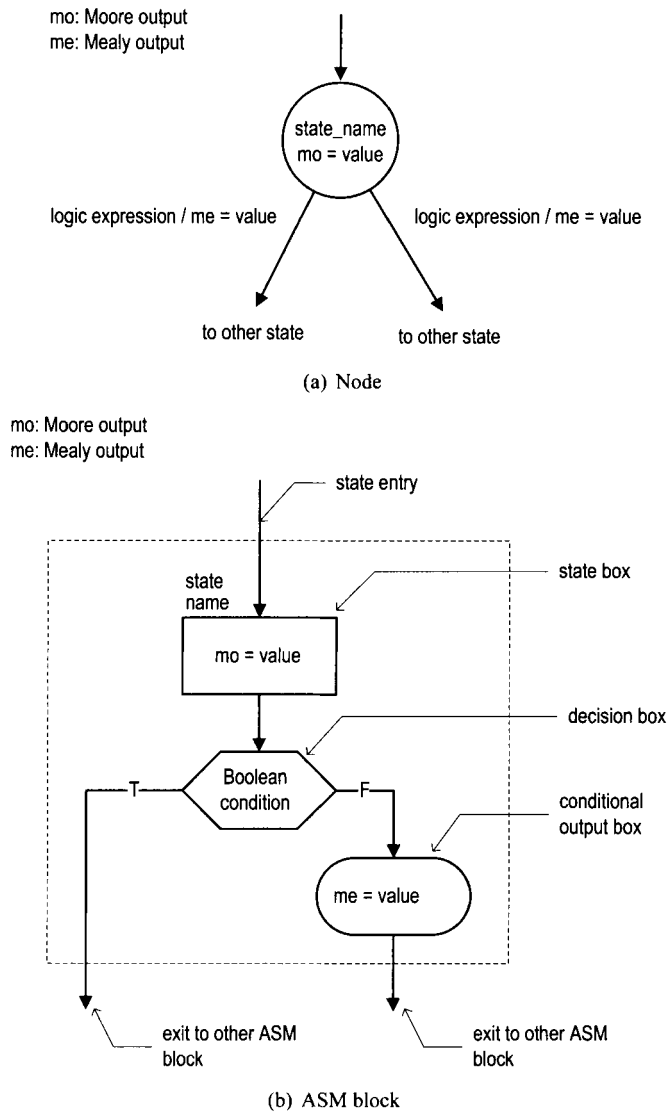 mo: Moore output
me: Mealy output
state_name
mo = value
logic expression / me = value
logic expression / me = value
to other state
to other state
(a) Node
mo: Moore output
me: Mealy output
state entry
state
name
state box
mo = value
decision box
Boolean
condition
T
F
conditional
output box
me = value
exit to other ASM
block
exit to other ASM
block
(b) ASM block